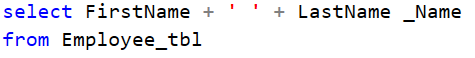 select FirstName + ' ' + LastName _Name
from Employee_tbl